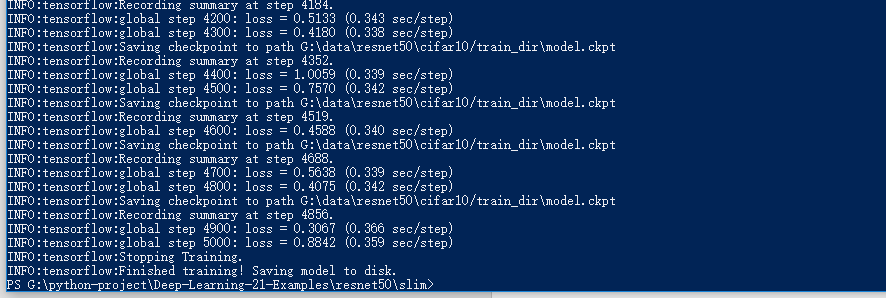 INFO:tensorflow:Recording summary at step 4184.
INFO:tensorflow:global step 4200: loss = 0.5133 (0.343 sec/step)
INFO:tensorflow:global step 4300: loss = 0.4180 (0.338 sec/step)
INFO:tensorflow:Saving checkpoint to path G:\data\resnet50\cifar10/train_dir\model.ckpt
INFO:tensorflow:Recording summary at step 4352.
INFO:tensorflow:global step 4400: loss = 1.0059 (0.339 sec/step)
INFO:tensorflow:global step 4500: loss = 0.7570 (0.342 sec/step)
INFO:tensorflow:Saving checkpoint to path G:\data\resnet50\cifar10/train_dir\model.ckpt
INFO:tensorflow:Recording summary at step 4519.
INFO:tensorflow:global step 4600: loss = 0.4588 (0.340 sec/step)
INFO:tensorflow:Saving checkpoint to path G:\data\resnet50\cifar10/train_dir\model.ckpt
INFO:tensorflow:Recording summary at step 4688.
INFO:tensorflow:global step 4700: loss = 0.5638 (0.339 sec/step)
INFO:tensorflow:global step 4800: loss = 0.4075 (0.342 sec/step)
INFO:tensorflow:Saving checkpoint to path G:\data\resnet50\cifar10/train_dir\model.ckpt
INFO:tensorflow:Recording summary at step 4856.
INFO:tensorflow:global step 4900: loss = 0.3067 (0.366 sec/step)
INFO:tensorflow:global step 5000: loss = 0.8842 (0.359 sec/step)
INFO:tensorflow:Stopping Training.
INFO:tensorflow:Finished training! Saving model to disk.
PS G:\python-project\Deep-Learning-21-Examples\resnet50\slim>